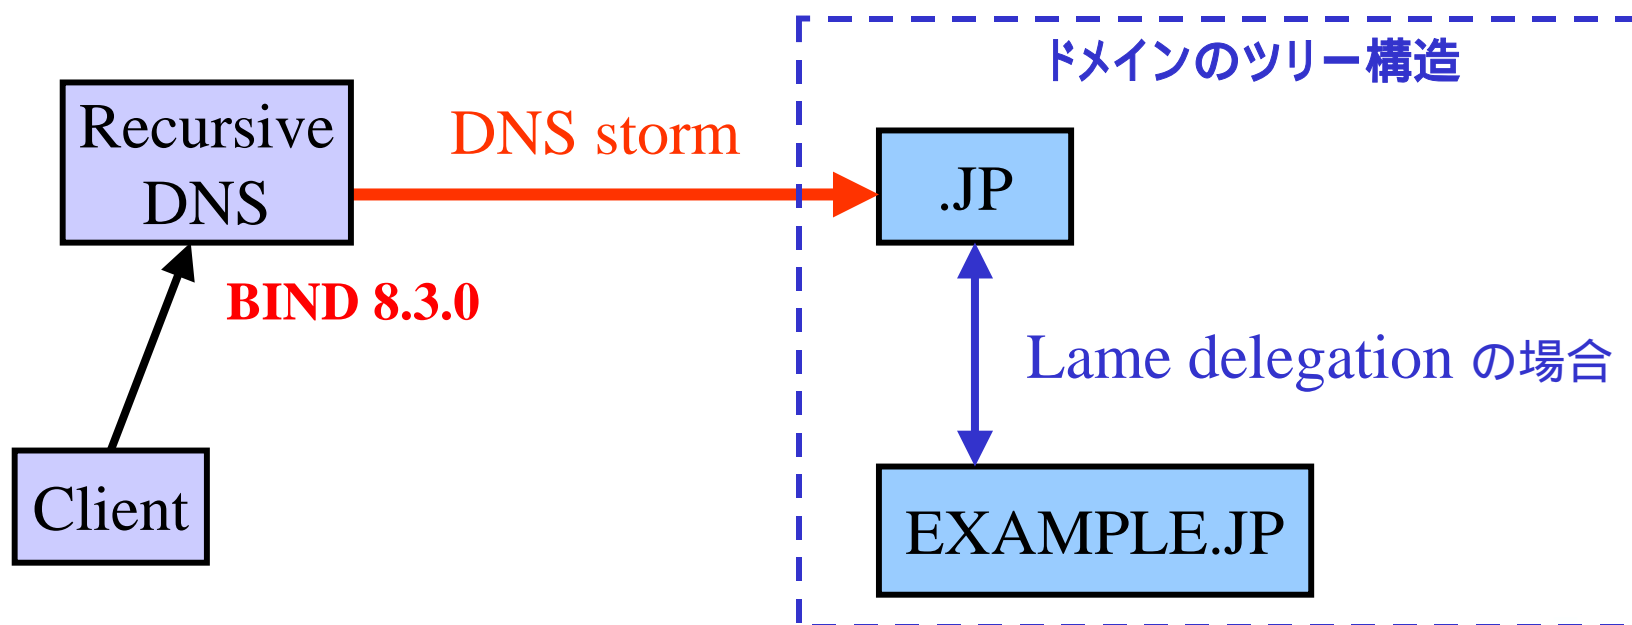 ドメインのツリー構造
Recursive
DNS
DNS storm
.JP
BIND 8.3.0
Lame delegation の場合
Client
EXAMPLE.JP